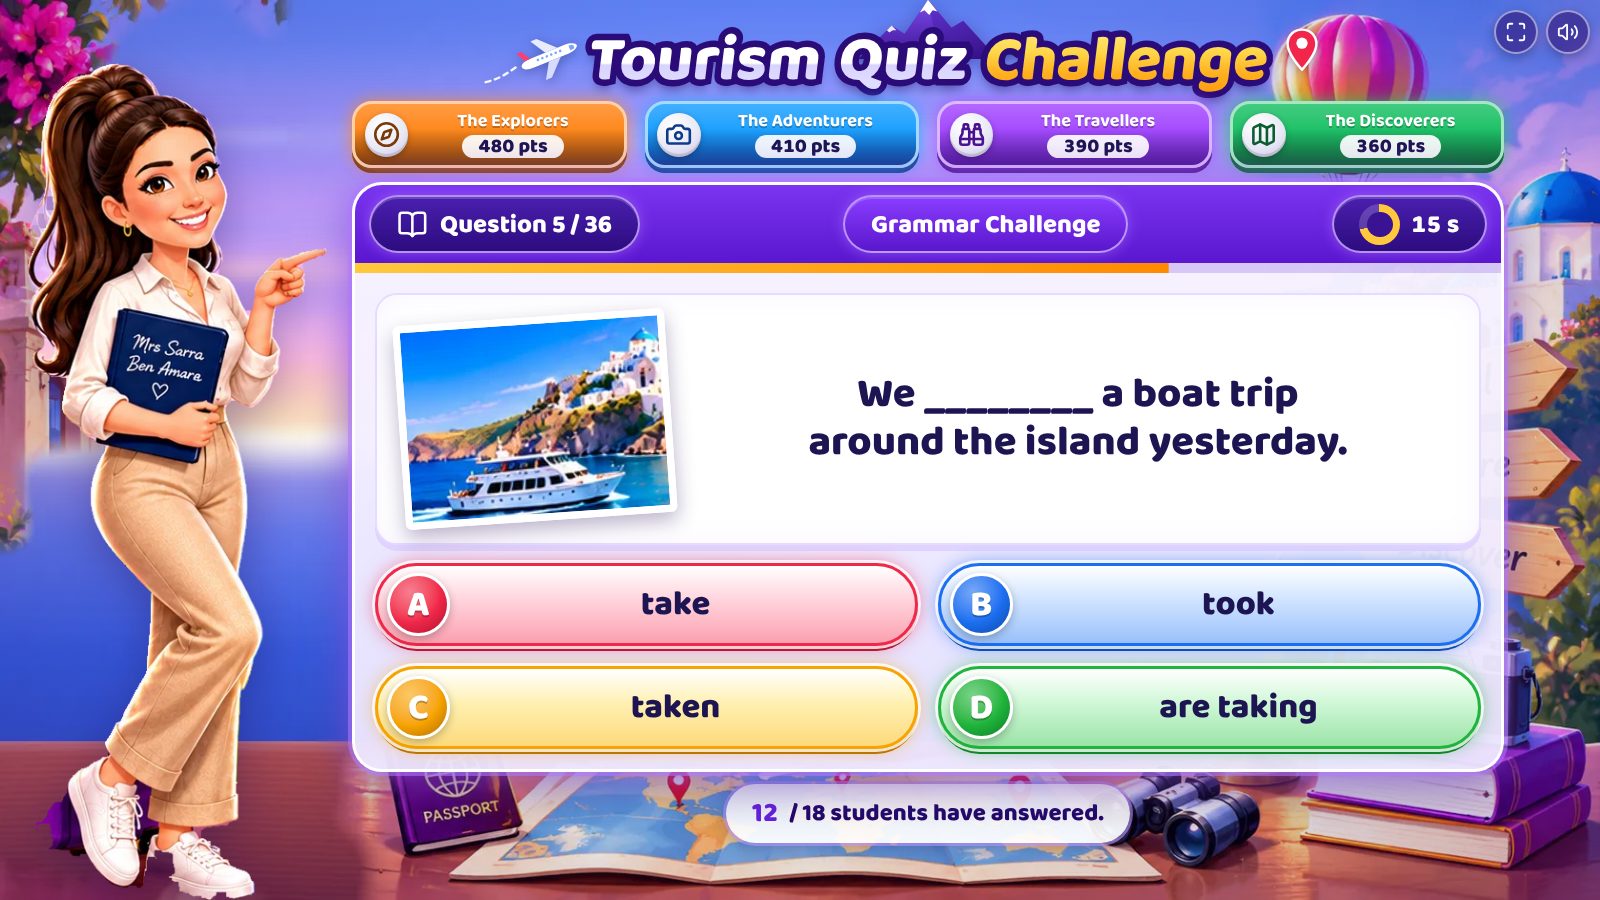 Tourism Quiz Challenge
The Explorers
480 pts
The Adventurers
410 pts
The Travellers
390 pts
The Discoverers
360 pts
Question 5 / 36
Grammar Challenge
15 s
Mrs Sarra
Ben Amara
We ________ a boat trip
around the island yesterday.
A take
B took
C taken
D are taking
PASSPORT
12 / 18 students have answered.